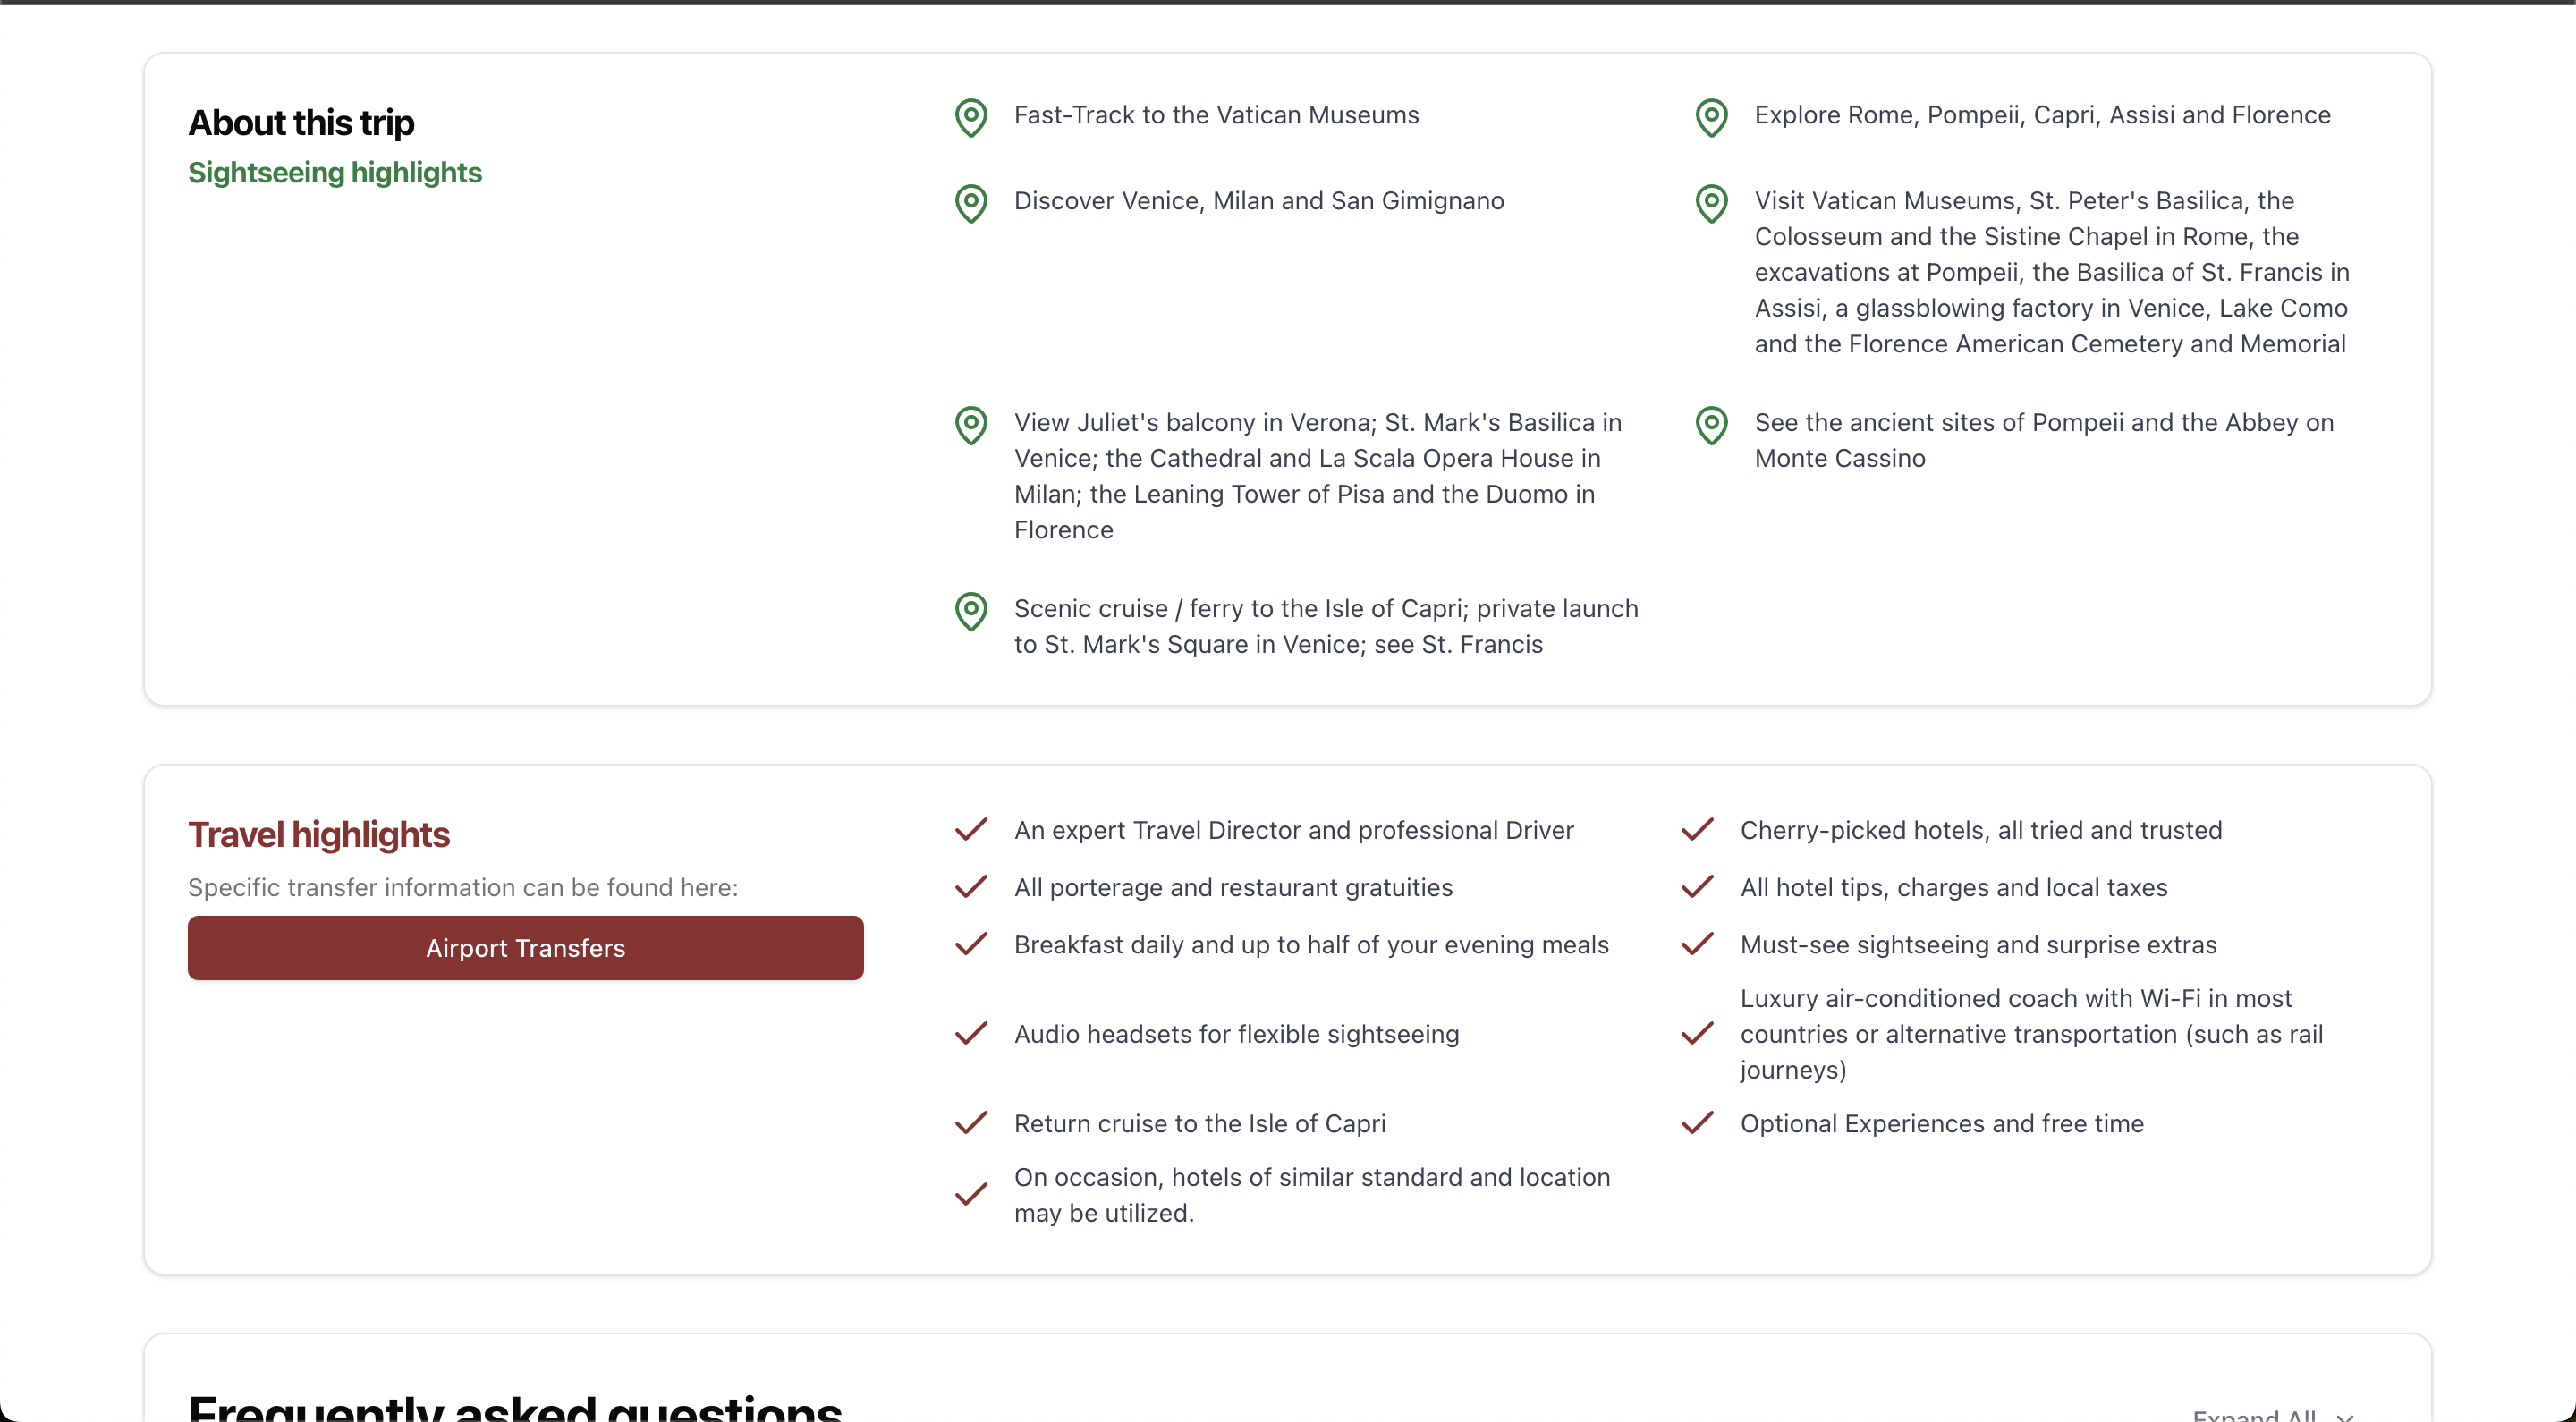 About this trip
Sightseeing highlights
Fast-Track to the Vatican Museums
Explore Rome, Pompeii, Capri, Assisi and Florence
Discover Venice, Milan and San Gimignano
Visit Vatican Museums, St. Peter's Basilica, the
Colosseum and the Sistine Chapel in Rome, the
excavations at Pompeii, the Basilica of St. Francis in
Assisi, a glassblowing factory in Venice, Lake Como
and the Florence American Cemetery and Memorial
View Juliet's balcony in Verona; St. Mark's Basilica in
Venice; the Cathedral and La Scala Opera House in
Milan; the Leaning Tower of Pisa and the Duomo in
Florence
See the ancient sites of Pompeii and the Abbey on
Monte Cassino
Scenic cruise / ferry to the Isle of Capri; private launch
to St. Mark's Square in Venice; see St. Francis
Travel highlights
Specific transfer information can be found here:
Airport Transfers
An expert Travel Director and professional Driver
Cherry-picked hotels, all tried and trusted
All porterage and restaurant gratuities
All hotel tips, charges and local taxes
Breakfast daily and up to half of your evening meals
Must-see sightseeing and surprise extras
Audio headsets for flexible sightseeing
Luxury air-conditioned coach with Wi-Fi in most
countries or alternative transportation (such as rail
journeys)
Return cruise to the Isle of Capri
Optional Experiences and free time
On occasion, hotels of similar standard and location
may be utilized.
Frequently asked questions
Expand All